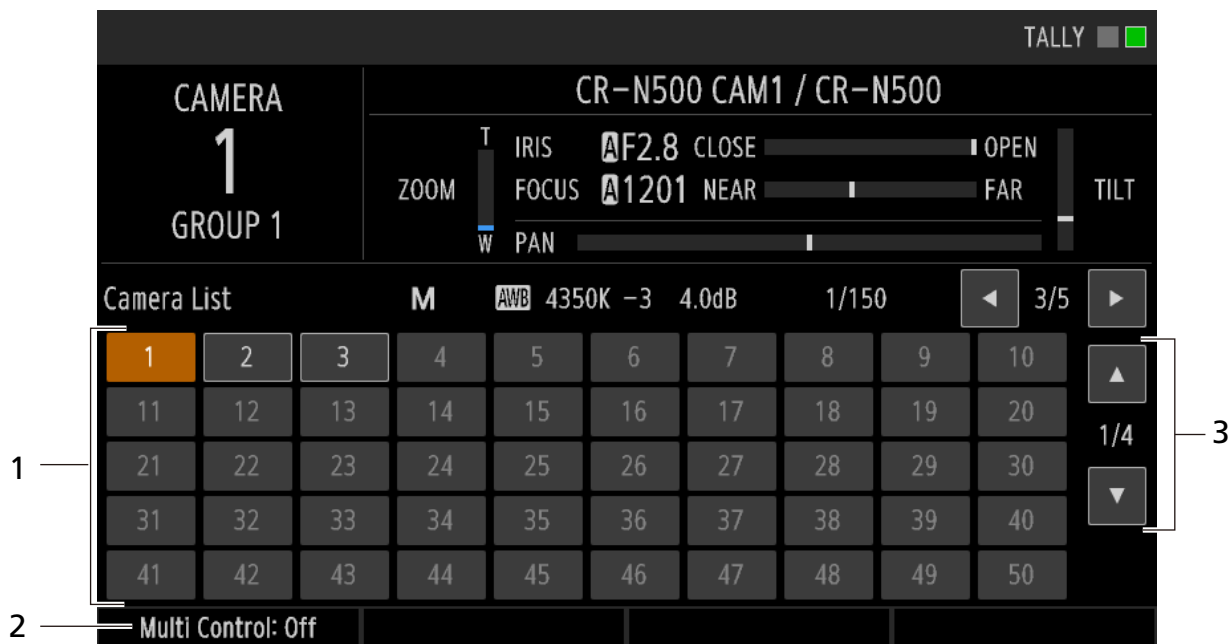 TALLY
CAMERA
1
GROUP 1
CR-N500 CAM1 / CR-N500
ZOOM
T
W
IRIS A F2.8 CLOSE OPEN
FOCUS A 1201 NEAR FAR
PAN
TILT
Camera List M AWB 4350K -3 4.0dB 1/150 ◀ 3/5 ▶
1 2 3 4 5 6 7 8 9 10
11 12 13 14 15 16 17 18 19 20
21 22 23 24 25 26 27 28 29 30
31 32 33 34 35 36 37 38 39 40
41 42 43 44 45 46 47 48 49 50
▲
1/4
▼
Multi Control: Off
1
2
3